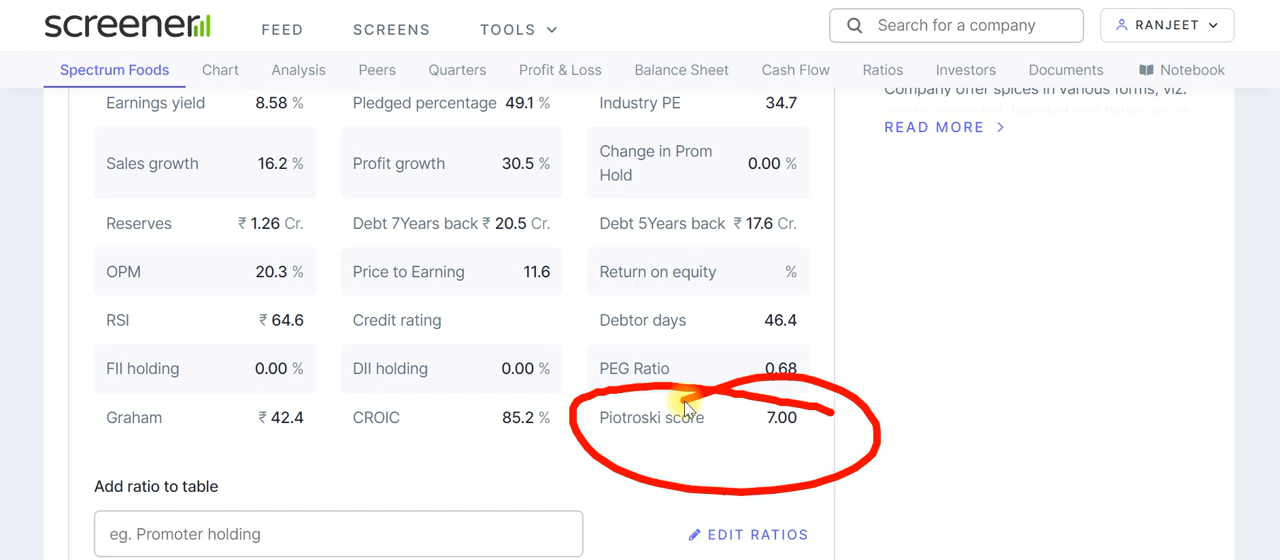 screener
FEED SCREENS TOOLS
Search for a company
RANJEET
Spectrum Foods Chart Analysis Peers Quarters Profit & Loss Balance Sheet Cash Flow Ratios Investors Documents Notebook
Earnings yield 8.58 % Pledged percentage 49.1 % Industry PE 34.7
Company offer spices in various forms, viz.
READ MORE
Sales growth 16.2 % Profit growth 30.5 % Change in Prom
Hold 0.00 %
Reserves ₹ 1.26 Cr. Debt 7Years back ₹ 20.5 Cr. Debt 5Years back ₹ 17.6 Cr.
OPM 20.3 % Price to Earning 11.6 Return on equity %
RSI ₹ 64.6 Credit rating Debtor days 46.4
FII holding 0.00 % DII holding 0.00 % PEG Ratio 0.68
Graham ₹ 42.4 CROIC 85.2 % Piotroski score 7.00
Add ratio to table
eg. Promoter holding
EDIT RATIOS